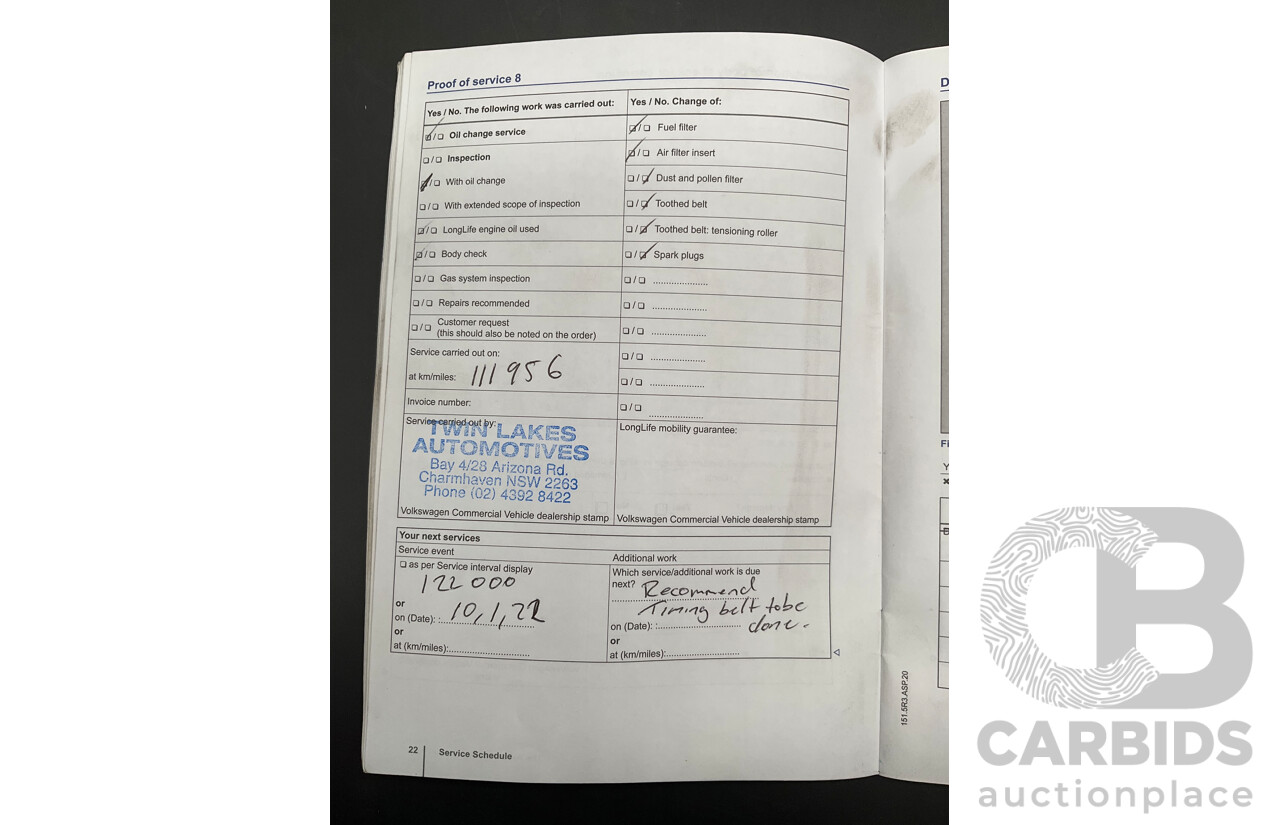 Proof of service 8
Yes / No. The following work was carried out:
☑/☐ Oil change service
☐/☐ Inspection
☑/☐ With oil change
☐/☐ With extended scope of inspection
☑/☐ LongLife engine oil used
☑/☐ Body check
☐/☐ Gas system inspection
☐/☐ Repairs recommended
☐/☐ Customer request
(this should also be noted on the order)
Service carried out on:
at km/miles: 111 956
Invoice number:
Service carried out by:
TWIN LAKES
AUTOMOTIVES
Bay 4/28 Arizona Rd.
Charmhaven NSW 2263
Phone (02) 4392 8422
Volkswagen Commercial Vehicle dealership stamp
Yes / No. Change of:
☑/☐ Fuel filter
☑/☐ Air filter insert
☐/☑ Dust and pollen filter
☐/☑ Toothed belt
☐/☑ Toothed belt: tensioning roller
☐/☑ Spark plugs
☐/☐ ......................
☐/☐ ......................
☐/☐ ......................
☐/☐ ......................
☐/☐ ......................
☐/☐ ......................
LongLife mobility guarantee:
Volkswagen Commercial Vehicle dealership stamp
Your next services
Service event
☐ as per Service interval display
122 000
or
on (Date): : 10,1,22
or
at (km/miles):..............................
Additional work
Which service/additional work is due
next? Recommend
Timing belt to be
on (Date): :.............................. done.
or
at (km/miles):..........................
22
Service Schedule
151.5R3.ASP.20
D
Fi
Y
CB
CARBIDS
auctionplace